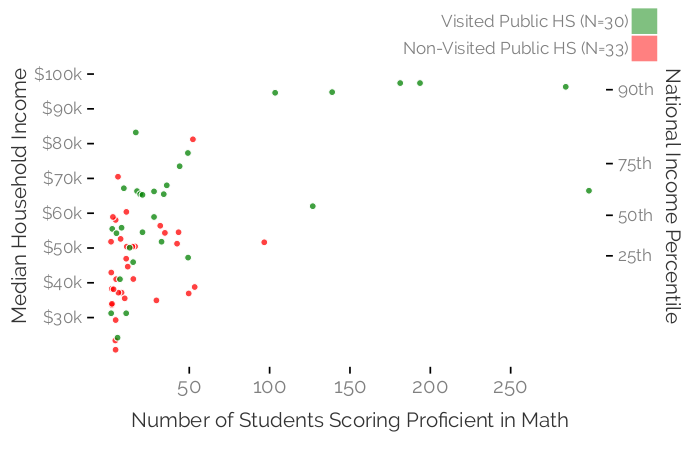 Visited Public HS (N=30)
Non-Visited Public HS (N=33)
Median Household Income
$100k
$90k
$80k
$70k
$60k
$50k
$40k
$30k
National Income Percentile
90th
75th
50th
25th
50
100
150
200
250
Number of Students Scoring Proficient in Math